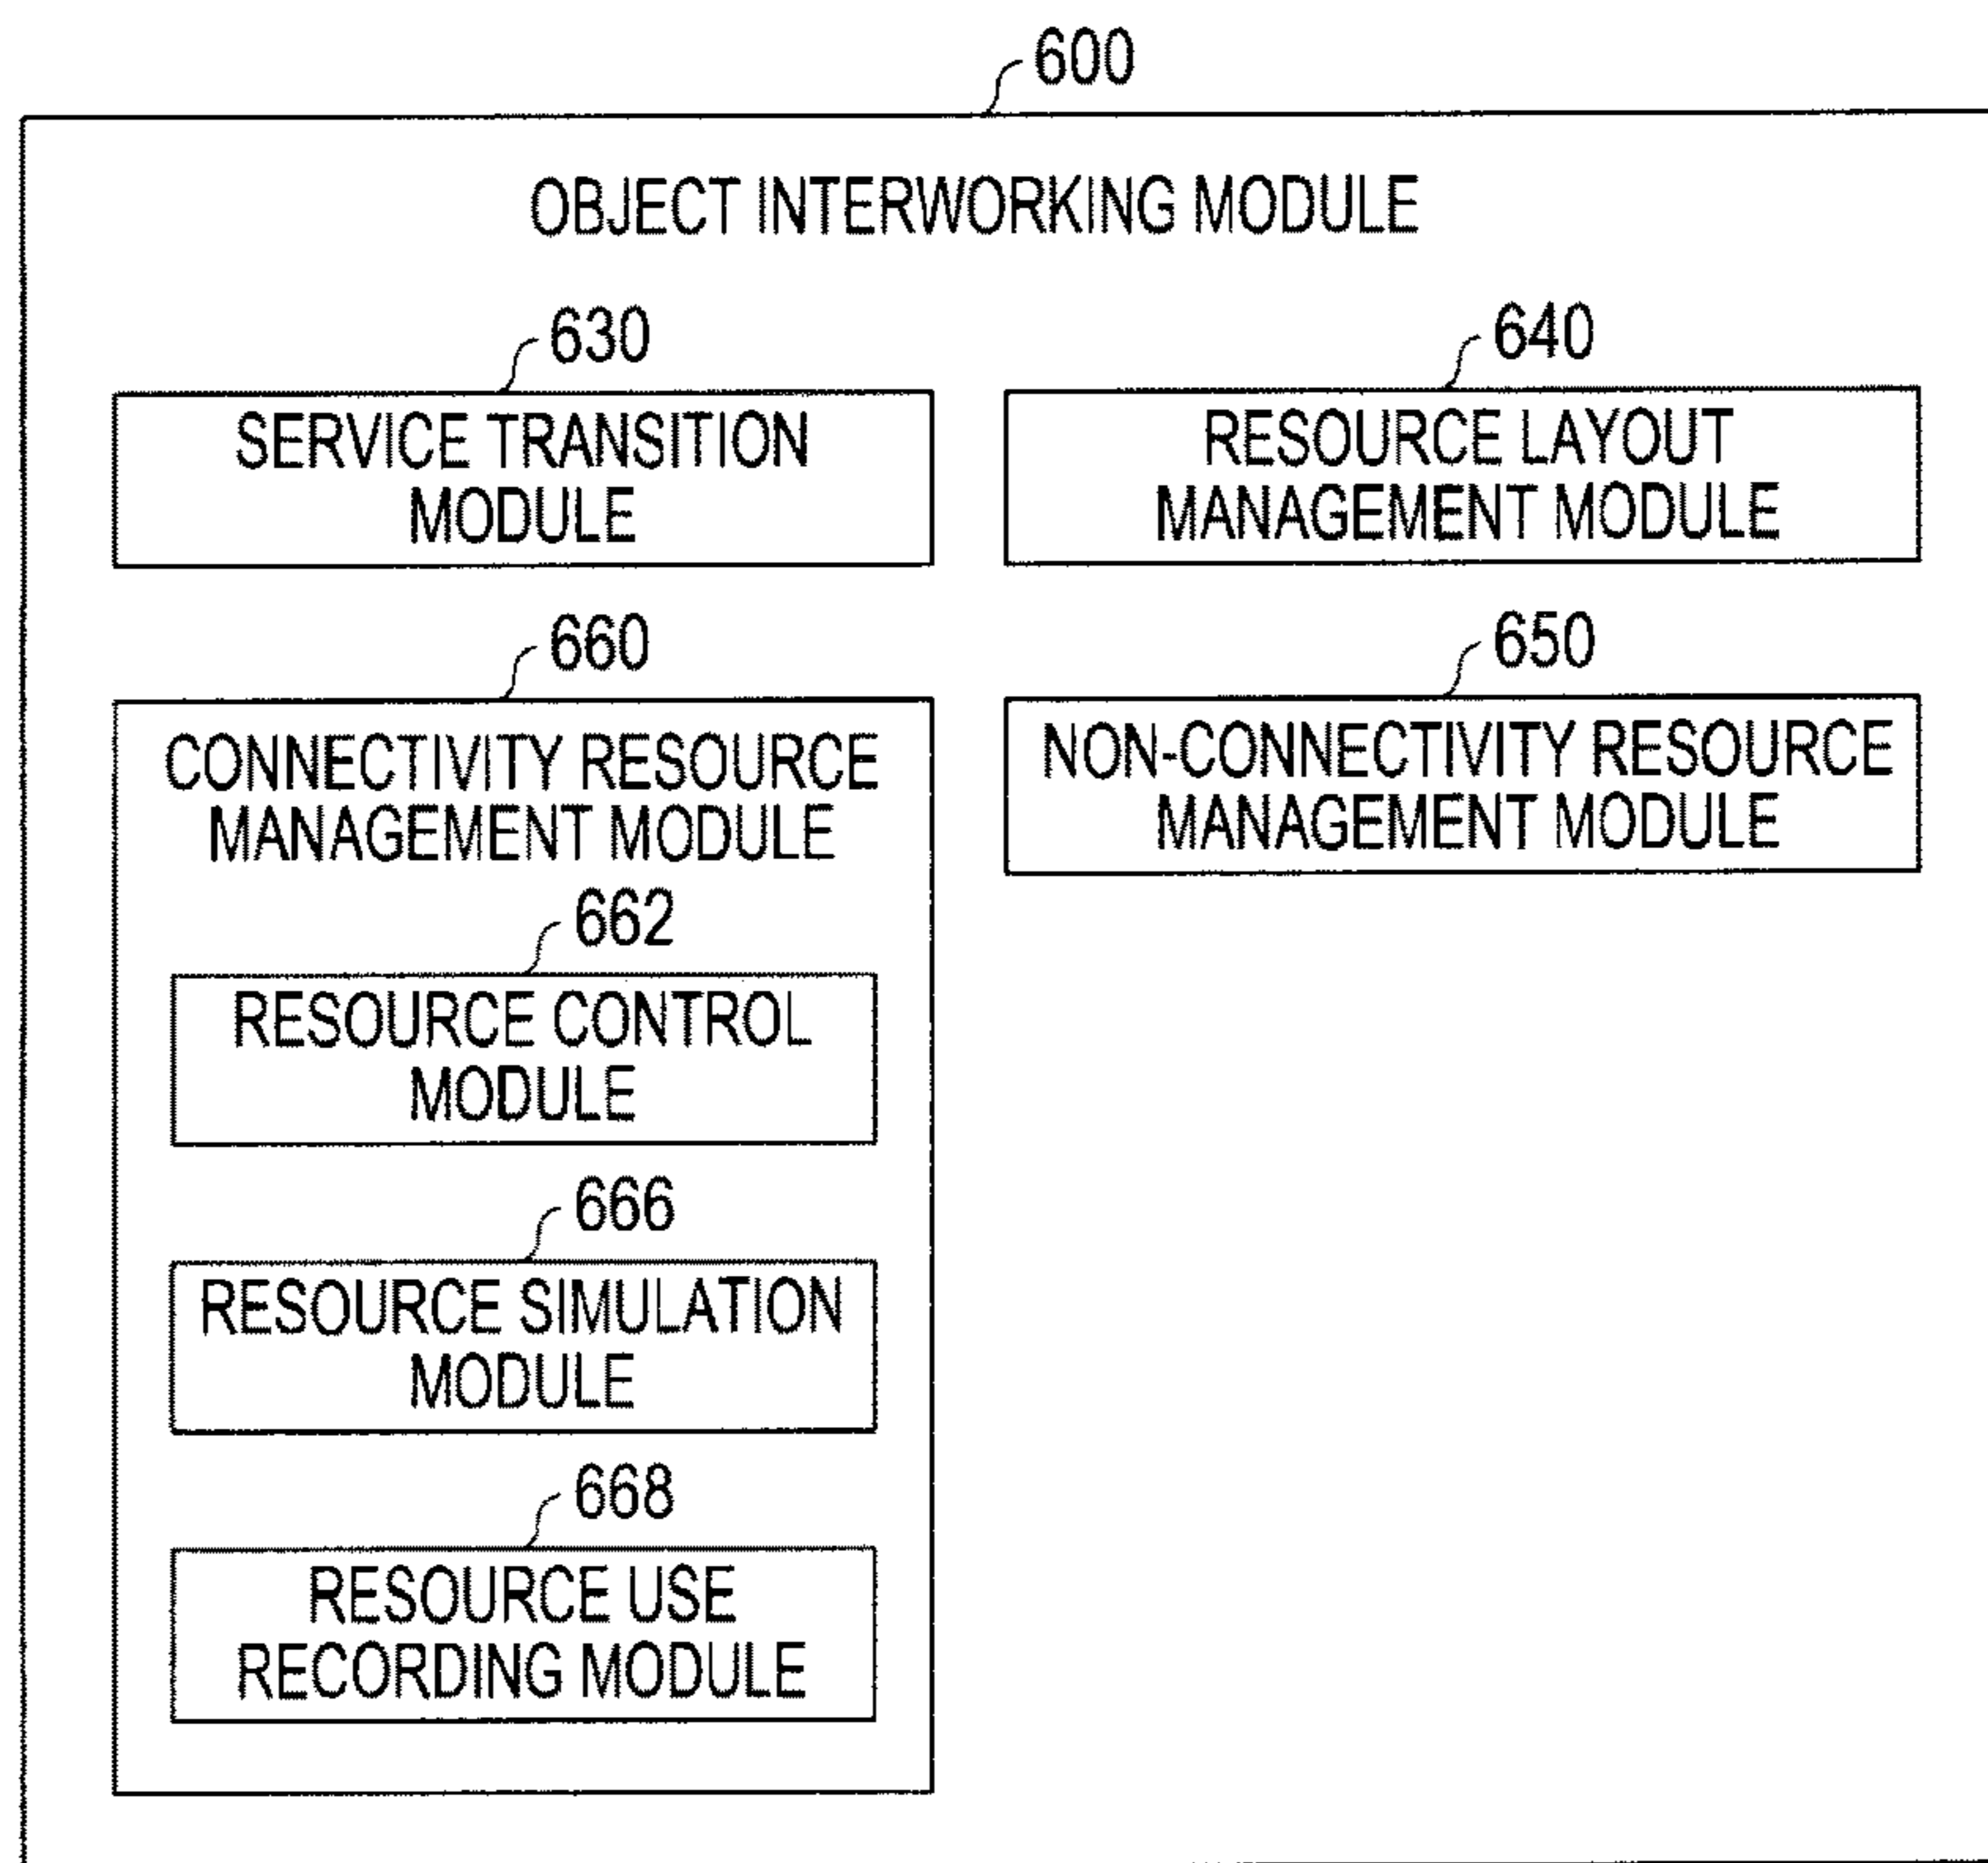 600
OBJECT INTERWORKING MODULE
630
SERVICE TRANSITION
MODULE
640
RESOURCE LAYOUT
MANAGEMENT MODULE
660
CONNECTIVITY RESOURCE
MANAGEMENT MODULE
650
NON-CONNECTIVITY RESOURCE
MANAGEMENT MODULE
662
RESOURCE CONTROL
MODULE
666
RESOURCE SIMULATION
MODULE
668
RESOURCE USE
RECORDING MODULE